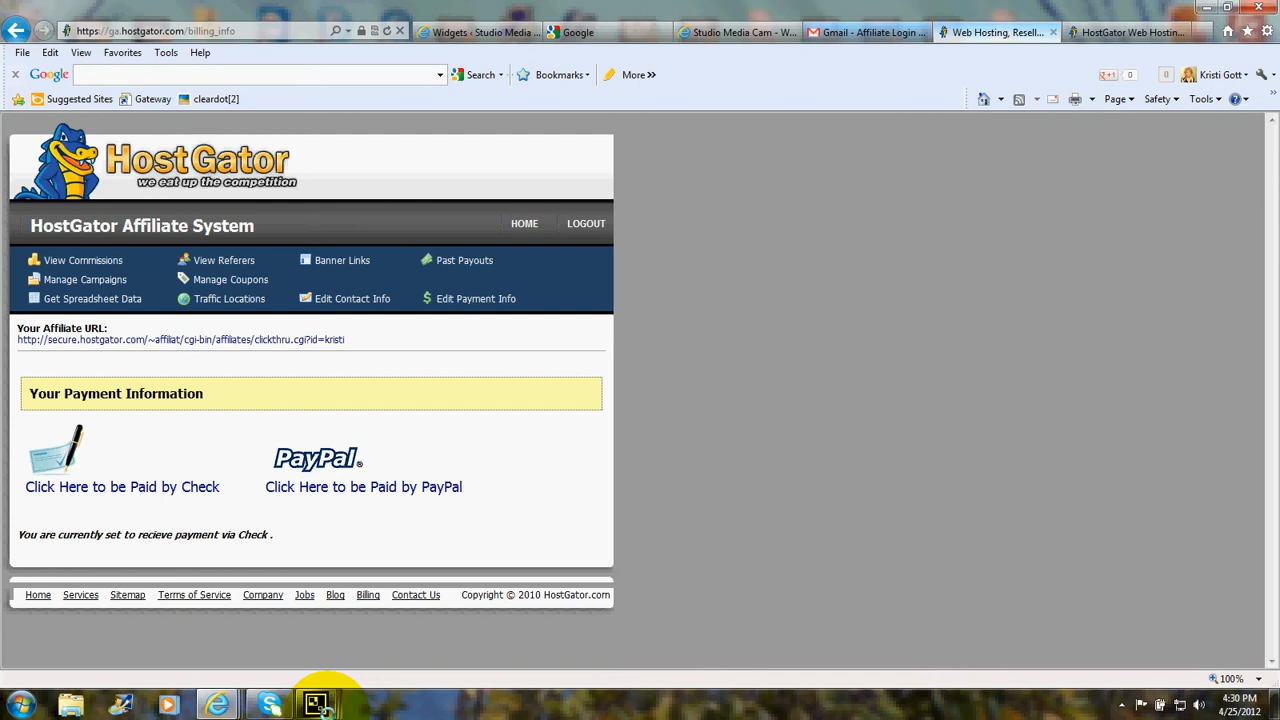 https://ga.hostgator.com/billing_info
Widgets ‹ Studio Media ...
Google
Studio Media Cam - W...
Gmail - Affiliate Login ...
Web Hosting, Resell...
HostGator Web Hostin...
File Edit View Favorites Tools Help
Google Search Bookmarks More »
+1 0 0 Kristi Gott
Suggested Sites Gateway cleardot[2]
Page Safety Tools
HostGator
we eat up the competition
HostGator Affiliate System HOME LOGOUT
View Commissions View Referers Banner Links Past Payouts
Manage Campaigns Manage Coupons
Get Spreadsheet Data Traffic Locations Edit Contact Info Edit Payment Info
Your Affiliate URL:
http://secure.hostgator.com/~affiliat/cgi-bin/affiliates/clickthru.cgi?id=kristi
Your Payment Information
PayPal®
Click Here to be Paid by Check Click Here to be Paid by PayPal
You are currently set to recieve payment via Check .
Home Services Sitemap Terms of Service Company Jobs Blog Billing Contact Us Copyright © 2010 HostGator.com
100%
4:30 PM
4/25/2012